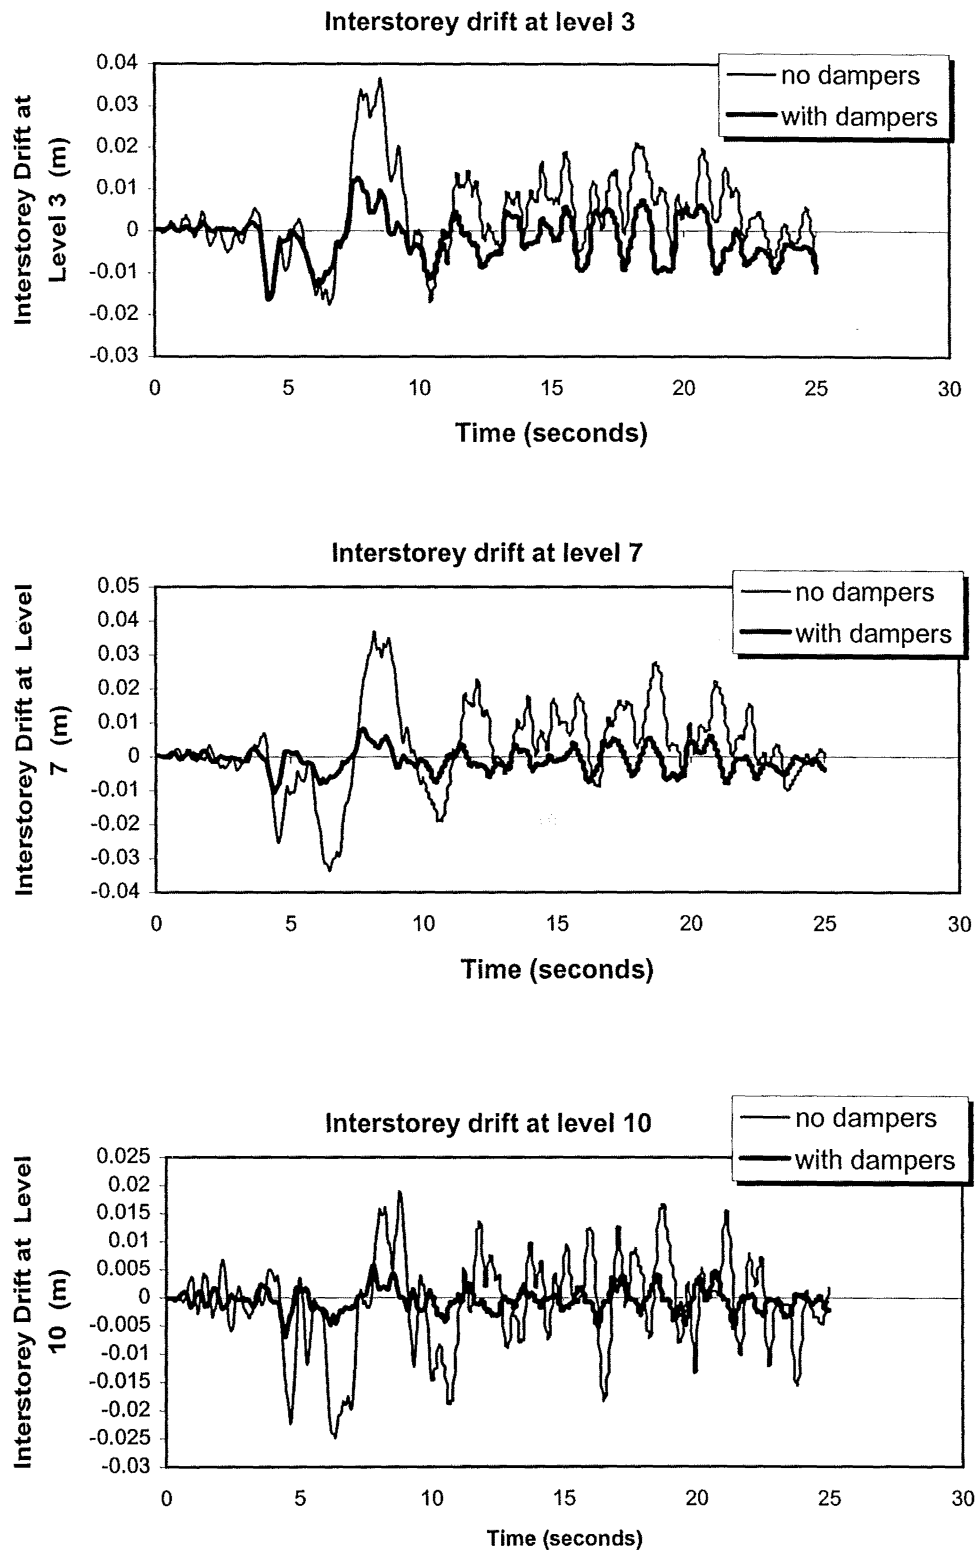 Interstorey drift at level 3
no dampers
with dampers
Interstorey Drift at
Level 3 (m)
0.04
0.03
0.02
0.01
0
-0.01
-0.02
-0.03
0 5 10 15 20 25 30
Time (seconds)
Interstorey drift at level 7
no dampers
with dampers
Interstorey Drift at Level
7 (m)
0.05
0.04
0.03
0.02
0.01
0
-0.01
-0.02
-0.03
-0.04
0 5 10 15 20 25 30
Time (seconds)
Interstorey drift at level 10
no dampers
with dampers
Interstorey Drift at Level
10 (m)
0.025
0.02
0.015
0.01
0.005
0
-0.005
-0.01
-0.015
-0.02
-0.025
-0.03
0 5 10 15 20 25 30
Time (seconds)